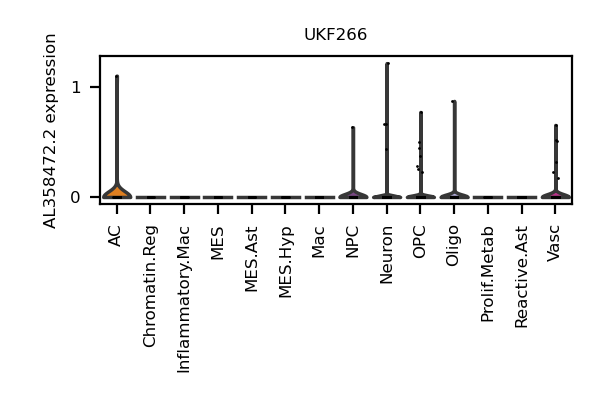 UKF266
AL358472.2 expression
1
0
AC
Chromatin.Reg
Inflammatory.Mac
MES
MES.Ast
MES.Hyp
Mac
NPC
Neuron
OPC
Oligo
Prolif.Metab
Reactive.Ast
Vasc